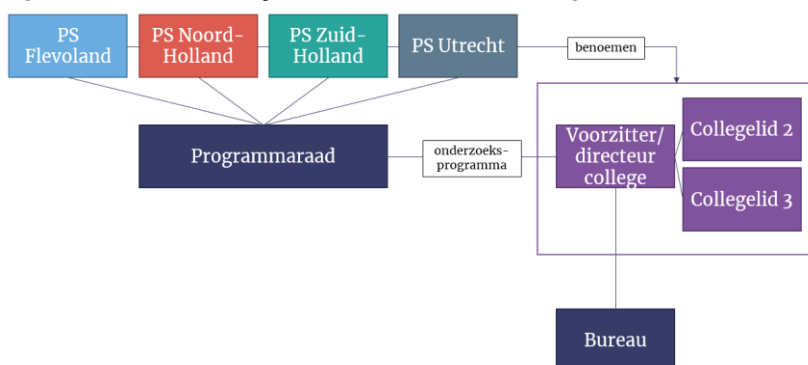 PS
Flevoland
PS Noord-
Holland
PS Zuid-
Holland
PS Utrecht
benoemen
Programmaraad
onderzoeks-
programma
Voorzitter/
directeur
college
Collegelid 2
Collegelid 3
Bureau